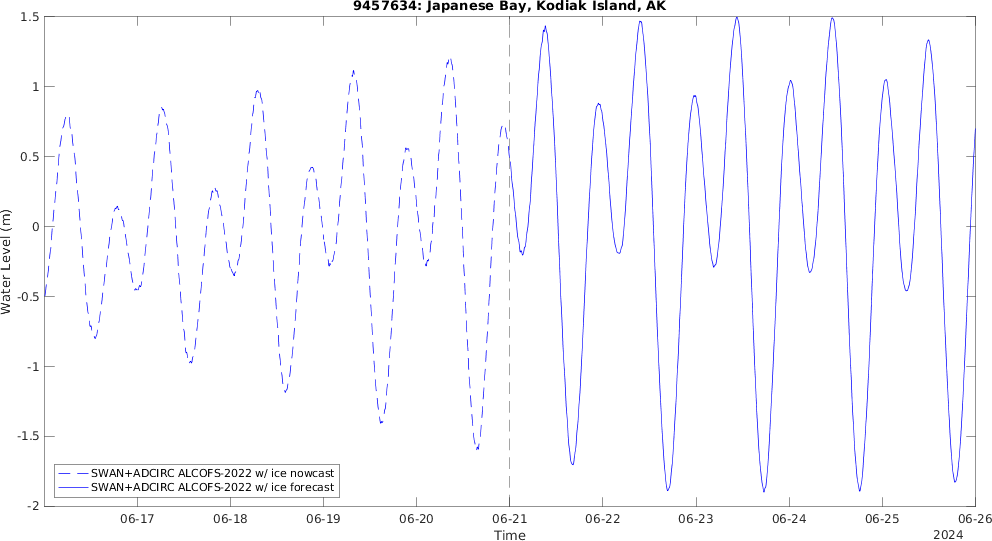 9457634: Japanese Bay, Kodiak Island, AK
Water Level (m)
1.5
1
0.5
0
-0.5
-1
-1.5
-2
SWAN+ADCIRC ALCOFS-2022 w/ ice nowcast
SWAN+ADCIRC ALCOFS-2022 w/ ice forecast
06-17 06-18 06-19 06-20 06-21 06-22 06-23 06-24 06-25 06-26
Time
2024